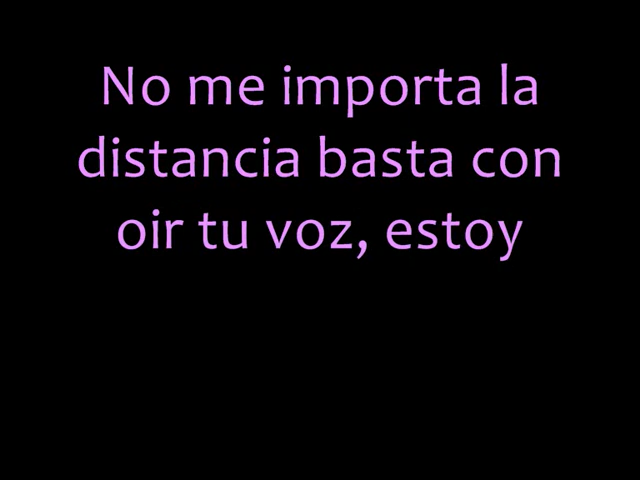 No me importa la
distancia basta con
oir tu voz, estoy